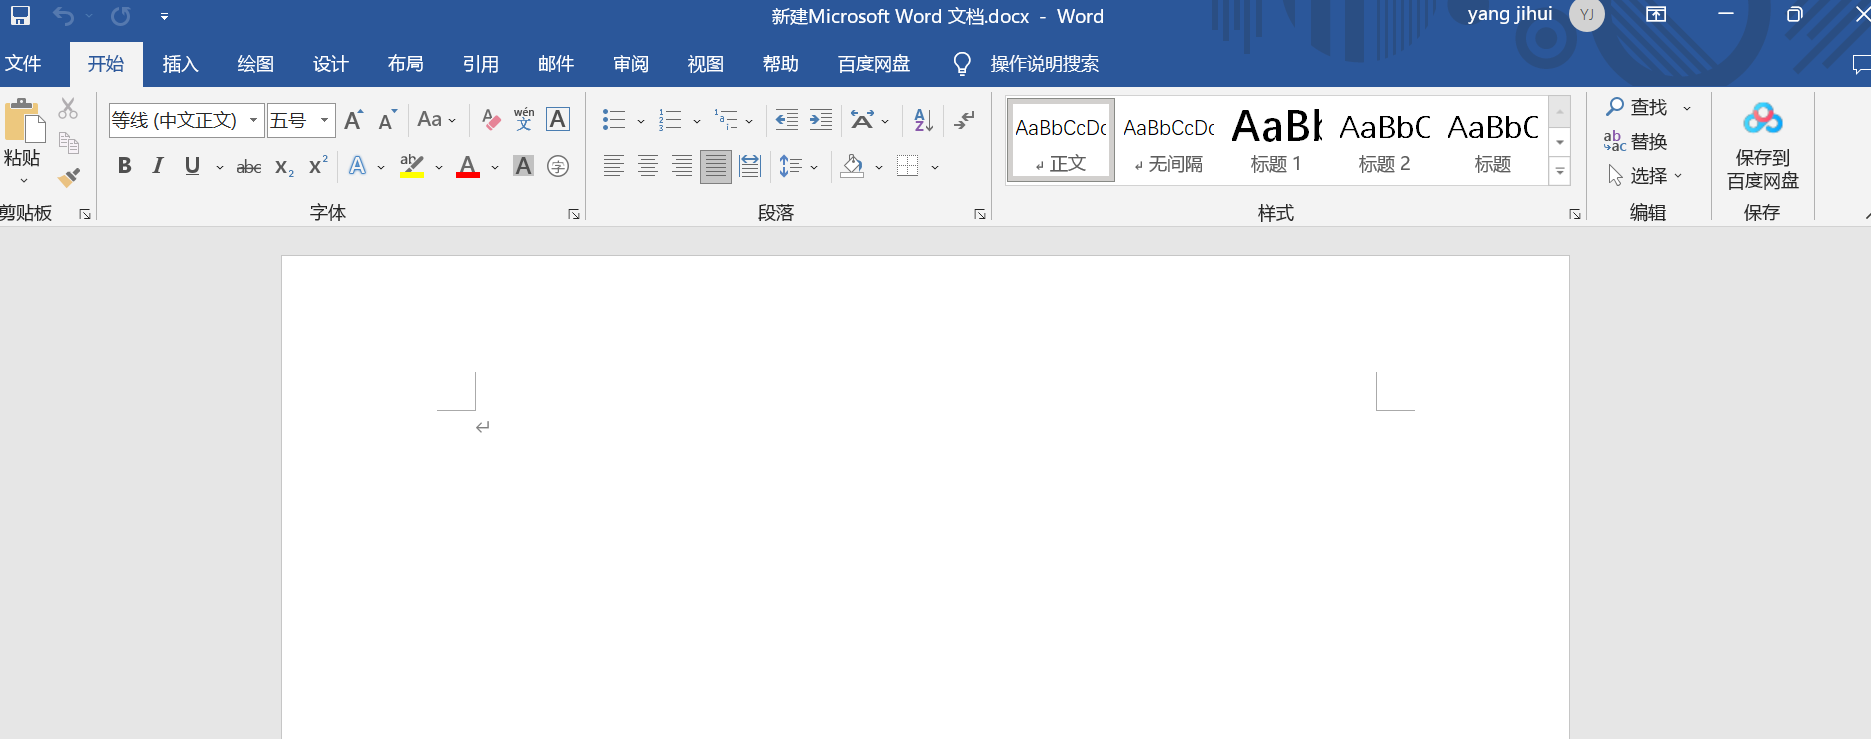 新建Microsoft Word 文档.docx - Word
yang jihui
YJ
文件 开始 插入 绘图 设计 布局 引用 邮件 审阅 视图 帮助 百度网盘 操作说明搜索
等线 (中文正文) 五号 A A Aa wén 文 A
粘贴
B I U abc X₂ X² A ab A A 字
AaBbCcDc AaBbCcDc AaBb AaBbC AaBbC
↲ 正文 ↲ 无间隔 标题 1 标题 2 标题
查找
替换
选择
保存到
百度网盘
剪贴板 字体 段落 样式 编辑 保存